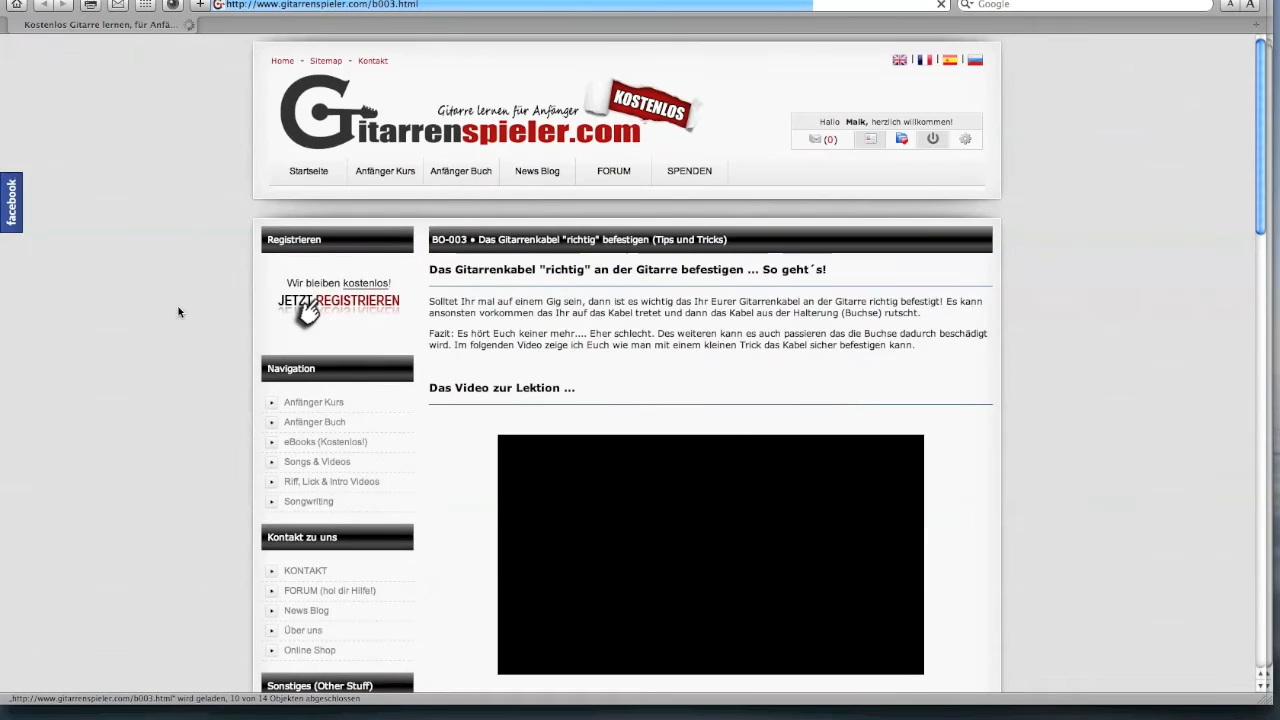 http://www.gitarrenspieler.com/b003.html
Google
A A
Kostenlos Gitarre lernen, für Anfä...
Home - Sitemap - Kontakt
Gitarre lernen für Anfänger
KOSTENLOS
Gitarrenspieler.com
Hallo Maik, herzlich willkommen!
(0)
Startseite
Anfänger Kurs
Anfänger Buch
News Blog
FORUM
SPENDEN
facebook
Registrieren
Wir bleiben kostenlos!
JETZT REGISTRIEREN
Navigation
Anfänger Kurs
Anfänger Buch
eBooks (Kostenlos!)
Songs & Videos
Riff, Lick & Intro Videos
Songwriting
Kontakt zu uns
KONTAKT
FORUM (hol dir Hilfe!)
News Blog
Über uns
Online Shop
Sonstiges (Other Stuff)
BO-003 • Das Gitarrenkabel "richtig" befestigen (Tips und Tricks)
Das Gitarrenkabel "richtig" an der Gitarre befestigen ... So geht´s!
Solltet Ihr mal auf einem Gig sein, dann ist es wichtig das Ihr Eurer Gitarrenkabel an der Gitarre richtig befestigt! Es kann
ansonsten vorkommen das Ihr auf das Kabel tretet und dann das Kabel aus der Halterung (Buchse) rutscht.
Fazit: Es hört Euch keiner mehr.... Eher schlecht. Des weiteren kann es auch passieren das die Buchse dadurch beschädigt
wird. Im folgenden Video zeige ich Euch wie man mit einem kleinen Trick das Kabel sicher befestigen kann.
Das Video zur Lektion ...
„http://www.gitarrenspieler.com/b003.html" wird geladen, 10 von 14 Objekten abgeschlossen